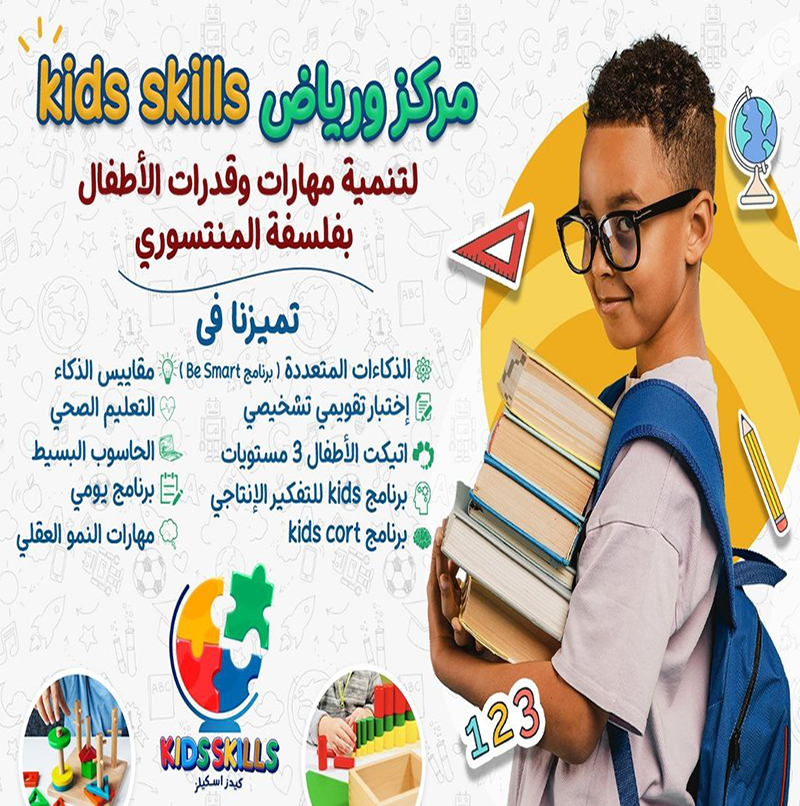 مركز ورياض kids skills
لتنمية مهارات وقدرات الأطفال
بفلسفة المنتسوري
تميزنا في
الذكاءات المتعددة ( برنامج Be Smart )
إختبار تقويمي تشخيصي
اتيكت الأطفال 3 مستويات
برنامج kids للتفكير الإنتاجي
برنامج kids cort
مقاييس الذكاء
التعليم الصحي
الحاسوب البسيط
برنامج يومي
مهارات النمو العقلي
KIDS SKILLS
كيدز اسكيلز
123